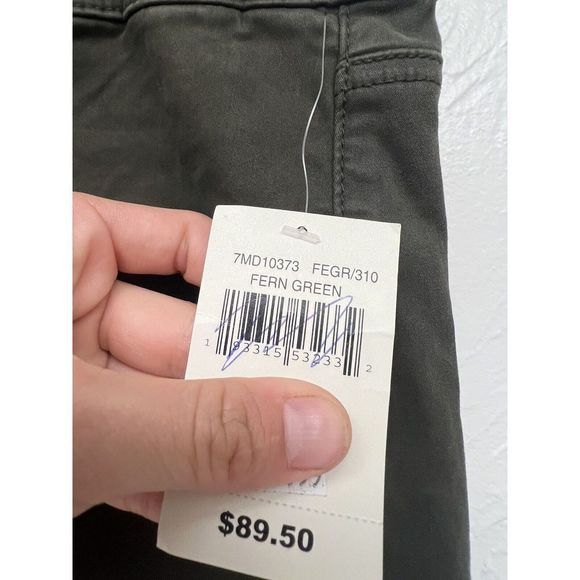 7MD10373 FEGR/310
FERN GREEN
1 93315 53233 2
$89.50